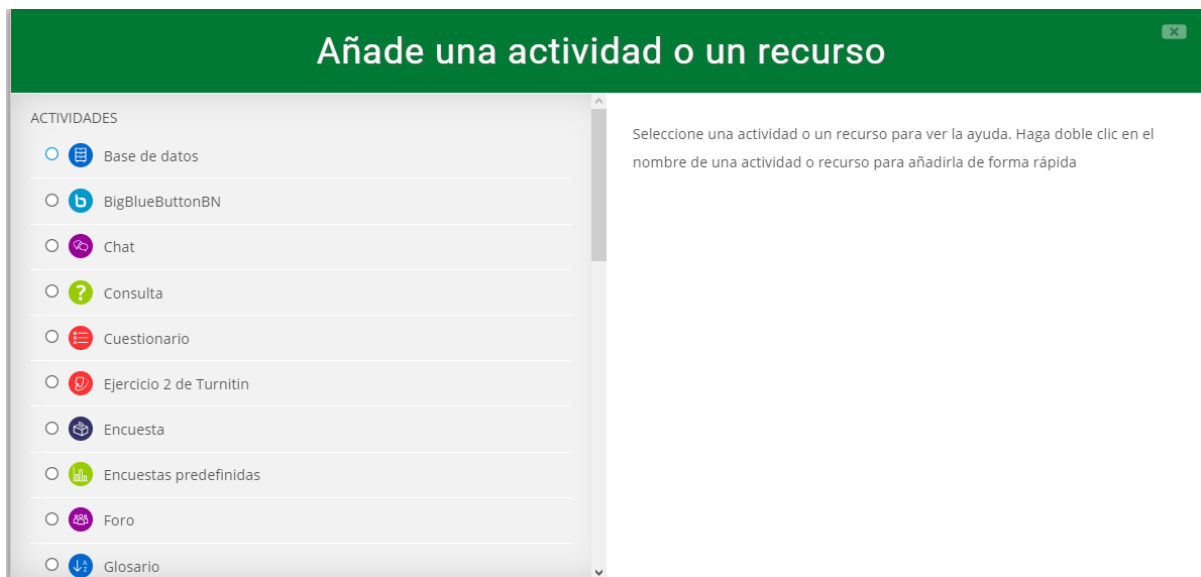 Añade una actividad o un recurso
ACTIVIDADES
Base de datos
BigBlueButtonBN
Chat
Consulta
Cuestionario
Ejercicio 2 de Turnitin
Encuesta
Encuestas predefinidas
Foro
Glosario
Seleccione una actividad o un recurso para ver la ayuda. Haga doble clic en el
nombre de una actividad o recurso para añadirla de forma rápida